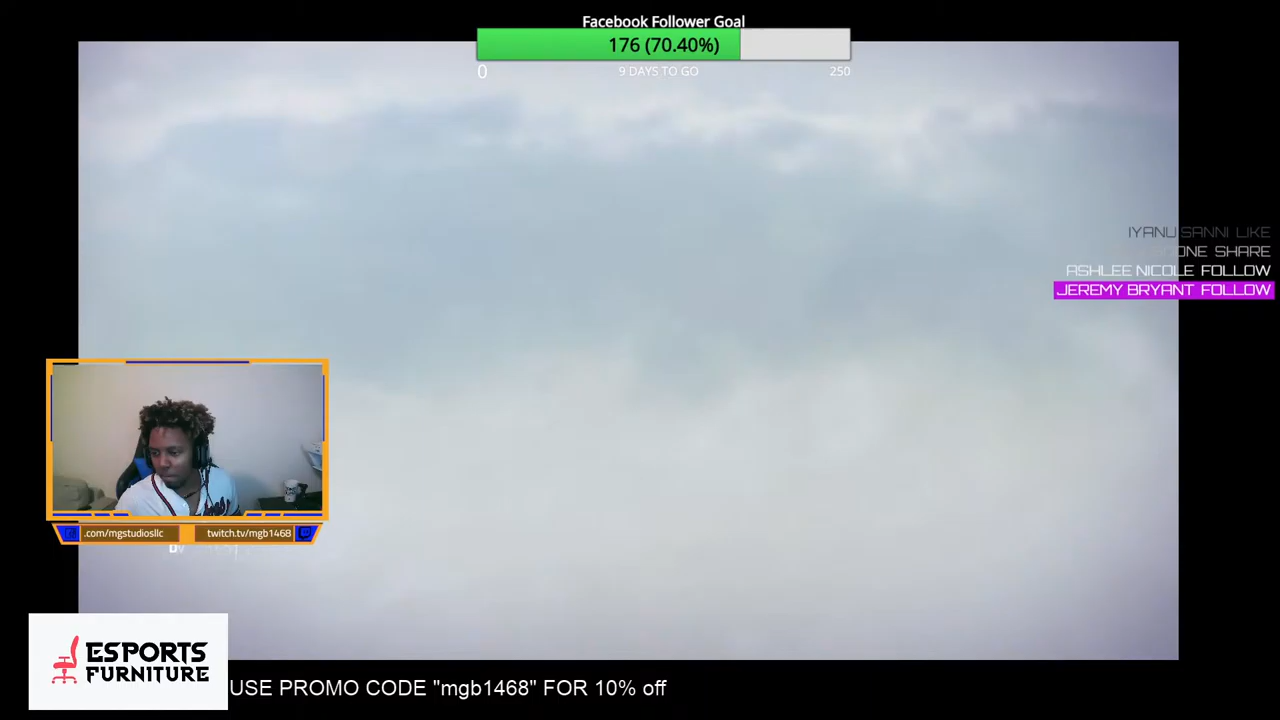 Facebook Follower Goal
176 (70.40%)
0
9 DAYS TO GO
250
IYANU SANNI LIKE
ONE SHARE
ASHLEE NICOLE FOLLOW
JEREMY BRYANT FOLLOW
.com/mgstudiosllc
twitch.tv/mgb1468
ESPORTS
FURNITURE
USE PROMO CODE "mgb1468" FOR 10% off